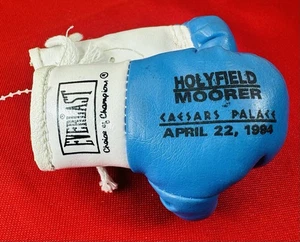 EVERLAST
Choice of Champions ®
HOLYFIELD
MOORER
CAESARS PALACE
APRIL 22, 1994